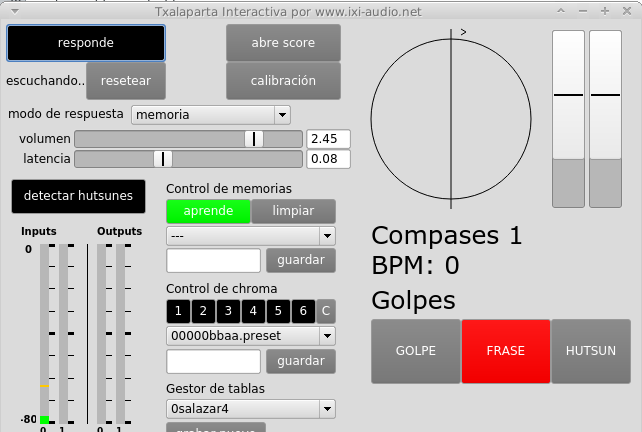 Txalaparta Interactiva por www.ixi-audio.net
responde
abre score
escuchando..
resetear
calibración
modo de respuesta
memoria
volumen
2.45
latencia
0.08
detectar hutsunes
Control de memorias
aprende
limpiar
---
guardar
Control de chroma
1 2 3 4 5 6 C
00000bbaa.preset
guardar
Gestor de tablas
0salazar4
Inputs
Outputs
0
-80
0 1 0 1
>
Compases 1
BPM: 0
Golpes
GOLPE
FRASE
HUTSUN